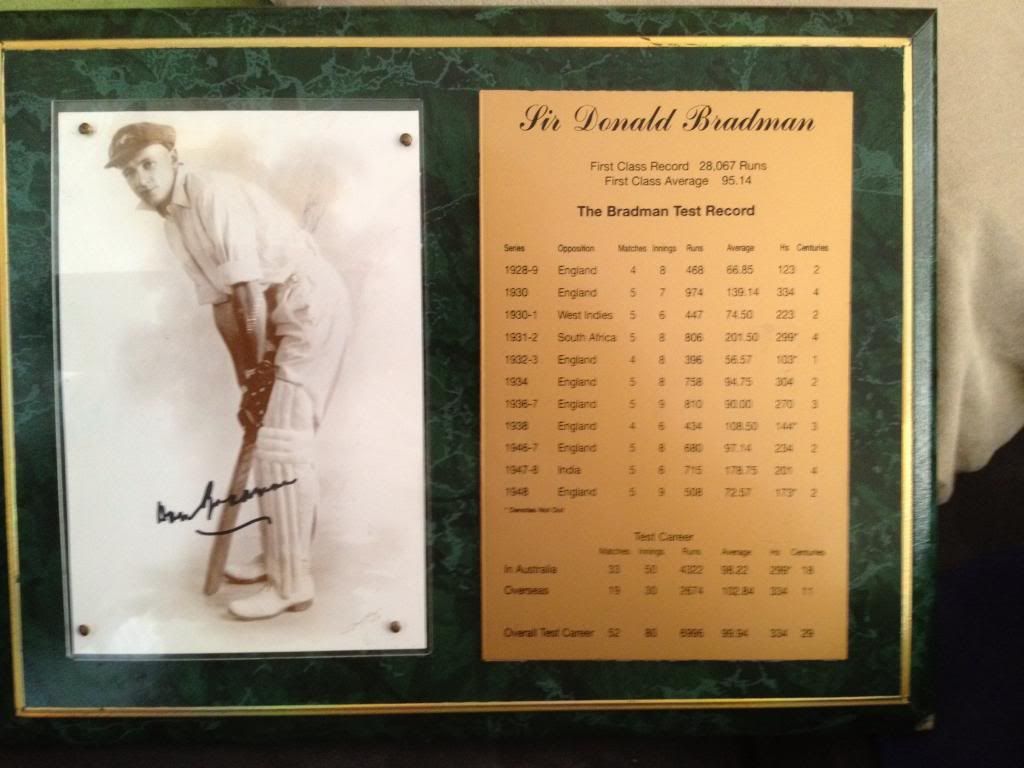 Sir Donald Bradman
First Class Record 28,067 Runs
First Class Average 95.14
The Bradman Test Record
Series Opposition Matches Innings Runs Average Hs Centuries
1928-9 England 4 8 468 66.85 123 2
1930 England 5 7 974 139.14 334 4
1930-1 West Indies 5 6 447 74.50 223 2
1931-2 South Africa 5 8 806 201.50 299* 4
1932-3 England 4 8 396 56.57 103* 1
1934 England 5 8 758 94.75 304 2
1936-7 England 5 9 810 90.00 270 3
1938 England 4 6 434 108.50 144* 3
1946-7 England 5 8 680 97.14 234 2
1947-8 India 5 6 715 178.75 201 4
1948 England 5 9 508 72.57 173* 2
* Denotes Not Out
Test Career
Matches Innings Runs Average Hs Centuries
In Australia 33 50 4322 98.22 299* 18
Overseas 19 30 2674 102.84 334 11
Overall Test Career 52 80 6996 99.94 334 29
Don Bradman